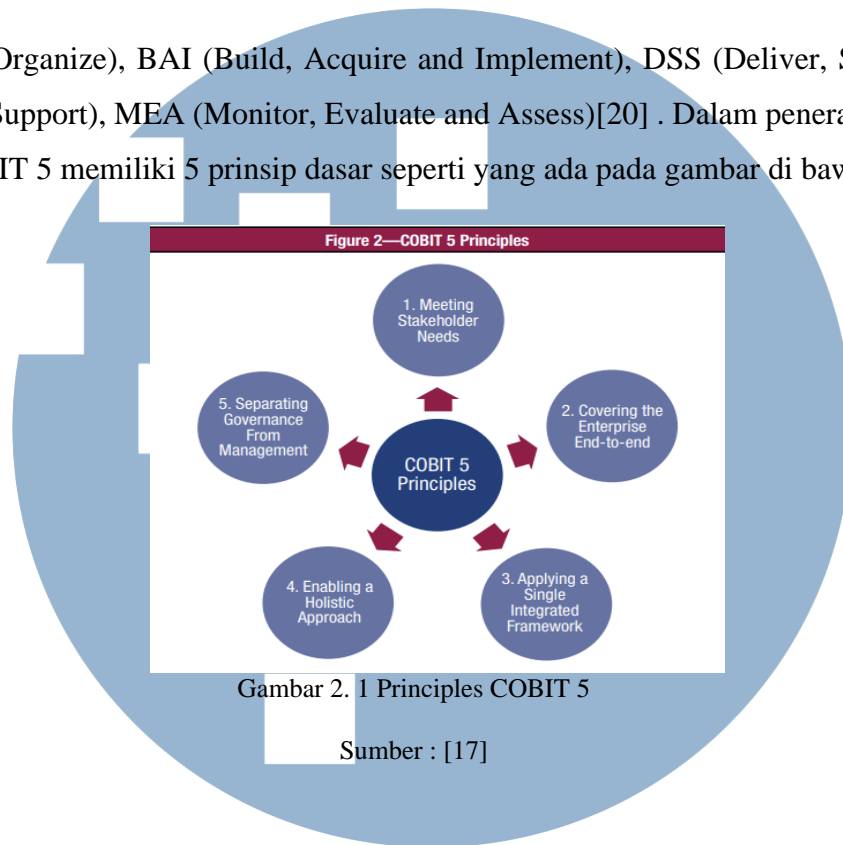 Organize), BAI (Build, Acquire and Implement), DSS (Deliver,
Support), MEA (Monitor, Evaluate and Assess)[20] . Dalam
5 memiliki 5 prinsip dasar seperti yang ada pada gambar di
Figure 2—COBIT 5 Principles
1. Meeting
Stakeholder
Needs
5. Separating
Governance
From
Management
2. Covering the
Enterprise
End-to-end
COBIT 5
Principles
4. Enabling a
Holistic
Approach
3. Applying a
Single
Integrated
Framework
Gambar 2. 1 Principles COBIT 5
Sumber : [17]